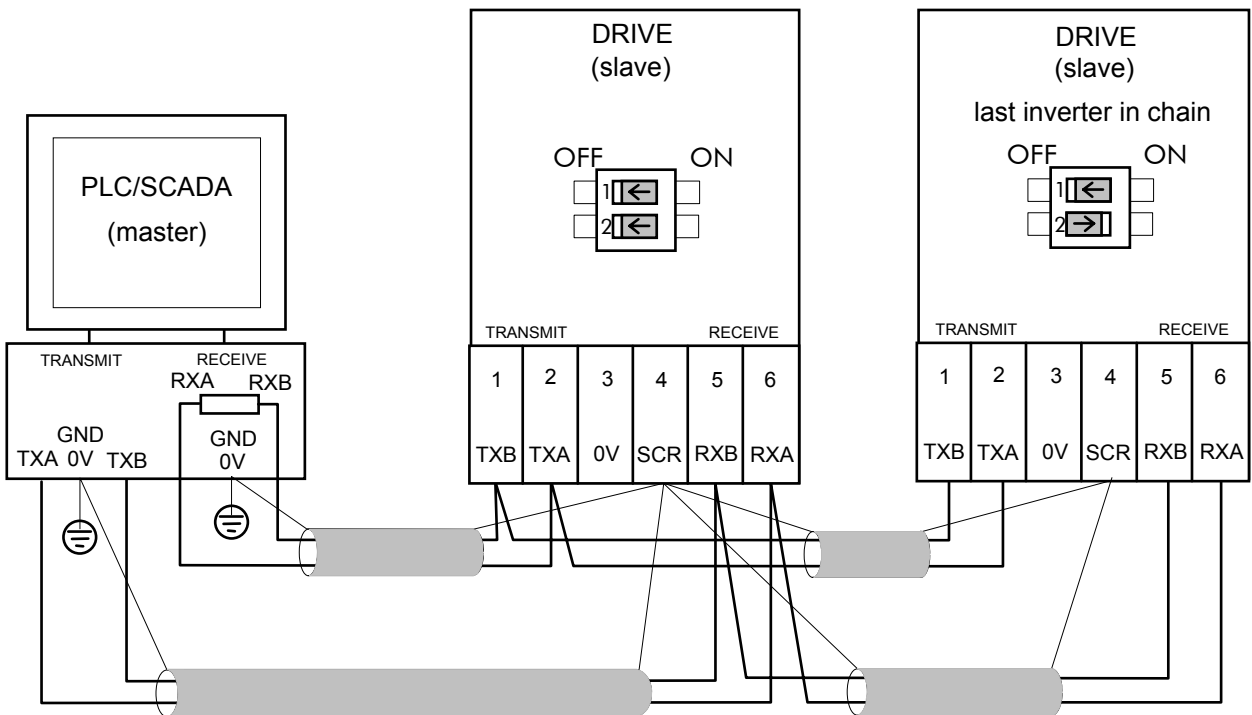 PLC/SCADA
(master)
TRANSMIT
RECEIVE
RXA
RXB
GND
TXA 0V TXB
GND
0V
DRIVE
(slave)
OFF
ON
1
2
TRANSMIT
RECEIVE
1 2 3 4 5 6
TXB TXA 0V SCR RXB RXA
DRIVE
(slave)
last inverter in chain
OFF
ON
1
2
TRANSMIT
RECEIVE
1 2 3 4 5 6
TXB TXA 0V SCR RXB RXA